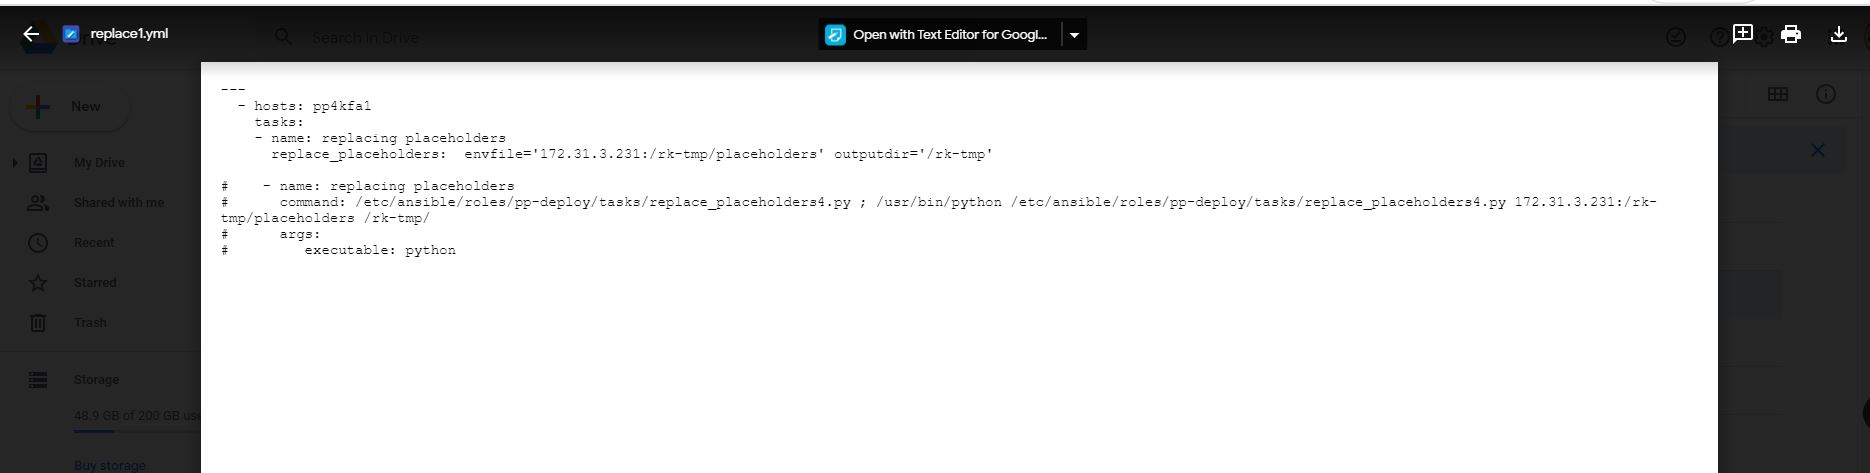 replace1.yml
Drive
Search in Drive
Open with Text Editor for Googl...
New
My Drive
Shared with me
Recent
Starred
Trash
Storage
48.9 GB of 200 GB use
Buy storage
---
- hosts: pp4kfa1
tasks:
- name: replacing placeholders
replace_placeholders: envfile='172.31.3.231:/rk-tmp/placeholders' outputdir='/rk-tmp'
# - name: replacing placeholders
# command: /etc/ansible/roles/pp-deploy/tasks/replace_placeholders4.py ; /usr/bin/python /etc/ansible/roles/pp-deploy/tasks/replace_placeholders4.py 172.31.3.231:/rk-
tmp/placeholders /rk-tmp/
# args:
# executable: python